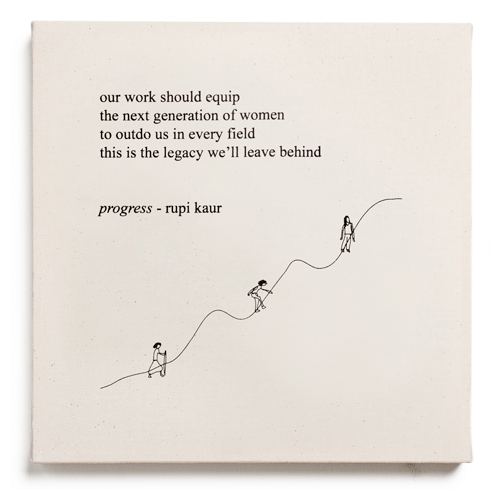 our work should equip
the next generation of women
to outdo us in every field
this is the legacy we’ll leave behind
progress - rupi kaur